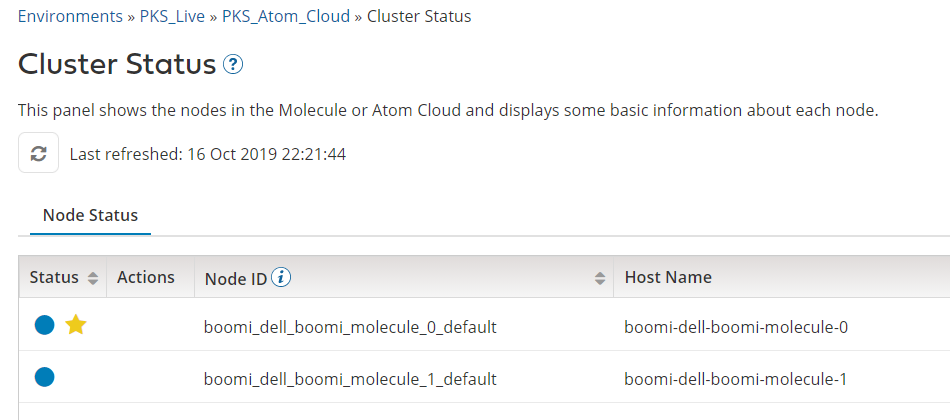 Environments » PKS_Live » PKS_Atom_Cloud » Cluster Status
Cluster Status ?
This panel shows the nodes in the Molecule or Atom Cloud and displays some basic information about each node.
Last refreshed: 16 Oct 2019 22:21:44
Node Status
Status Actions Node ID i Host Name
boomi_dell_boomi_molecule_0_default boomi-dell-boomi-molecule-0
boomi_dell_boomi_molecule_1_default boomi-dell-boomi-molecule-1